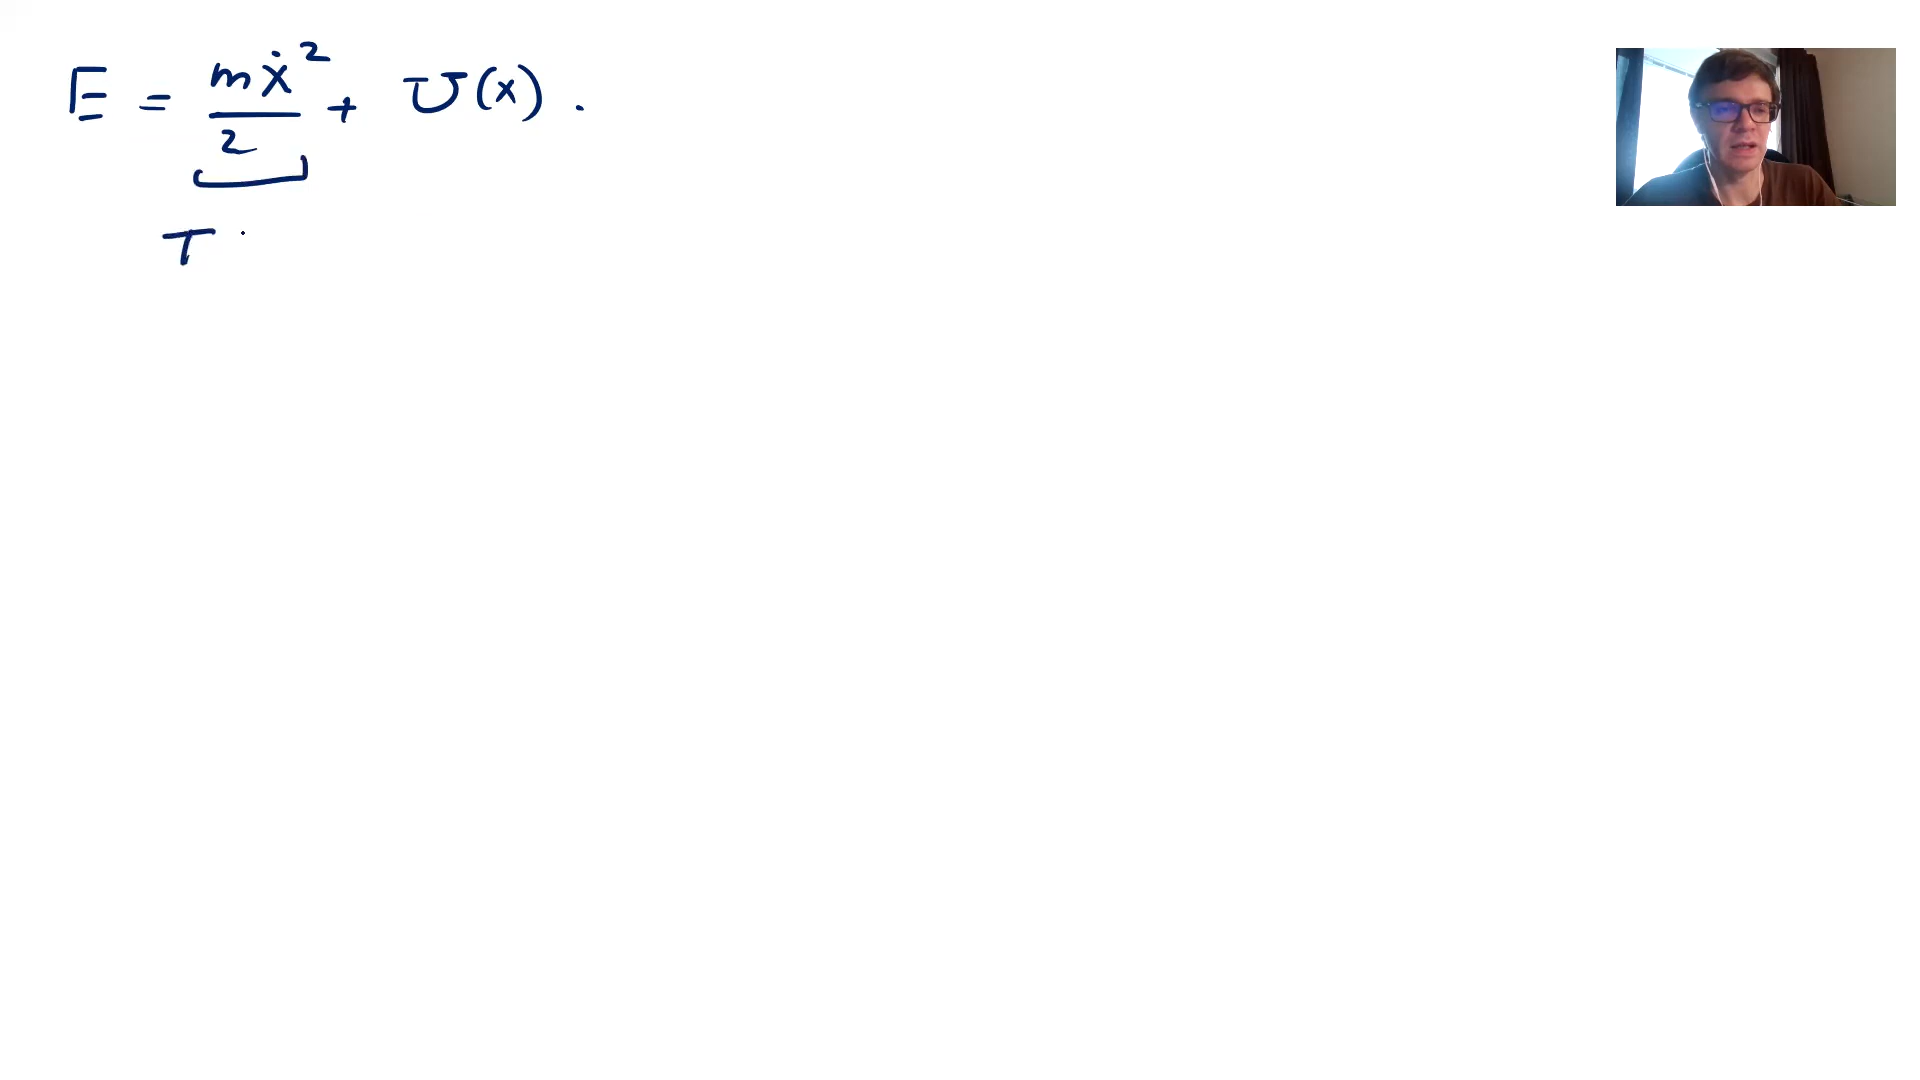 E = mẋ²/2 + U(x).
T